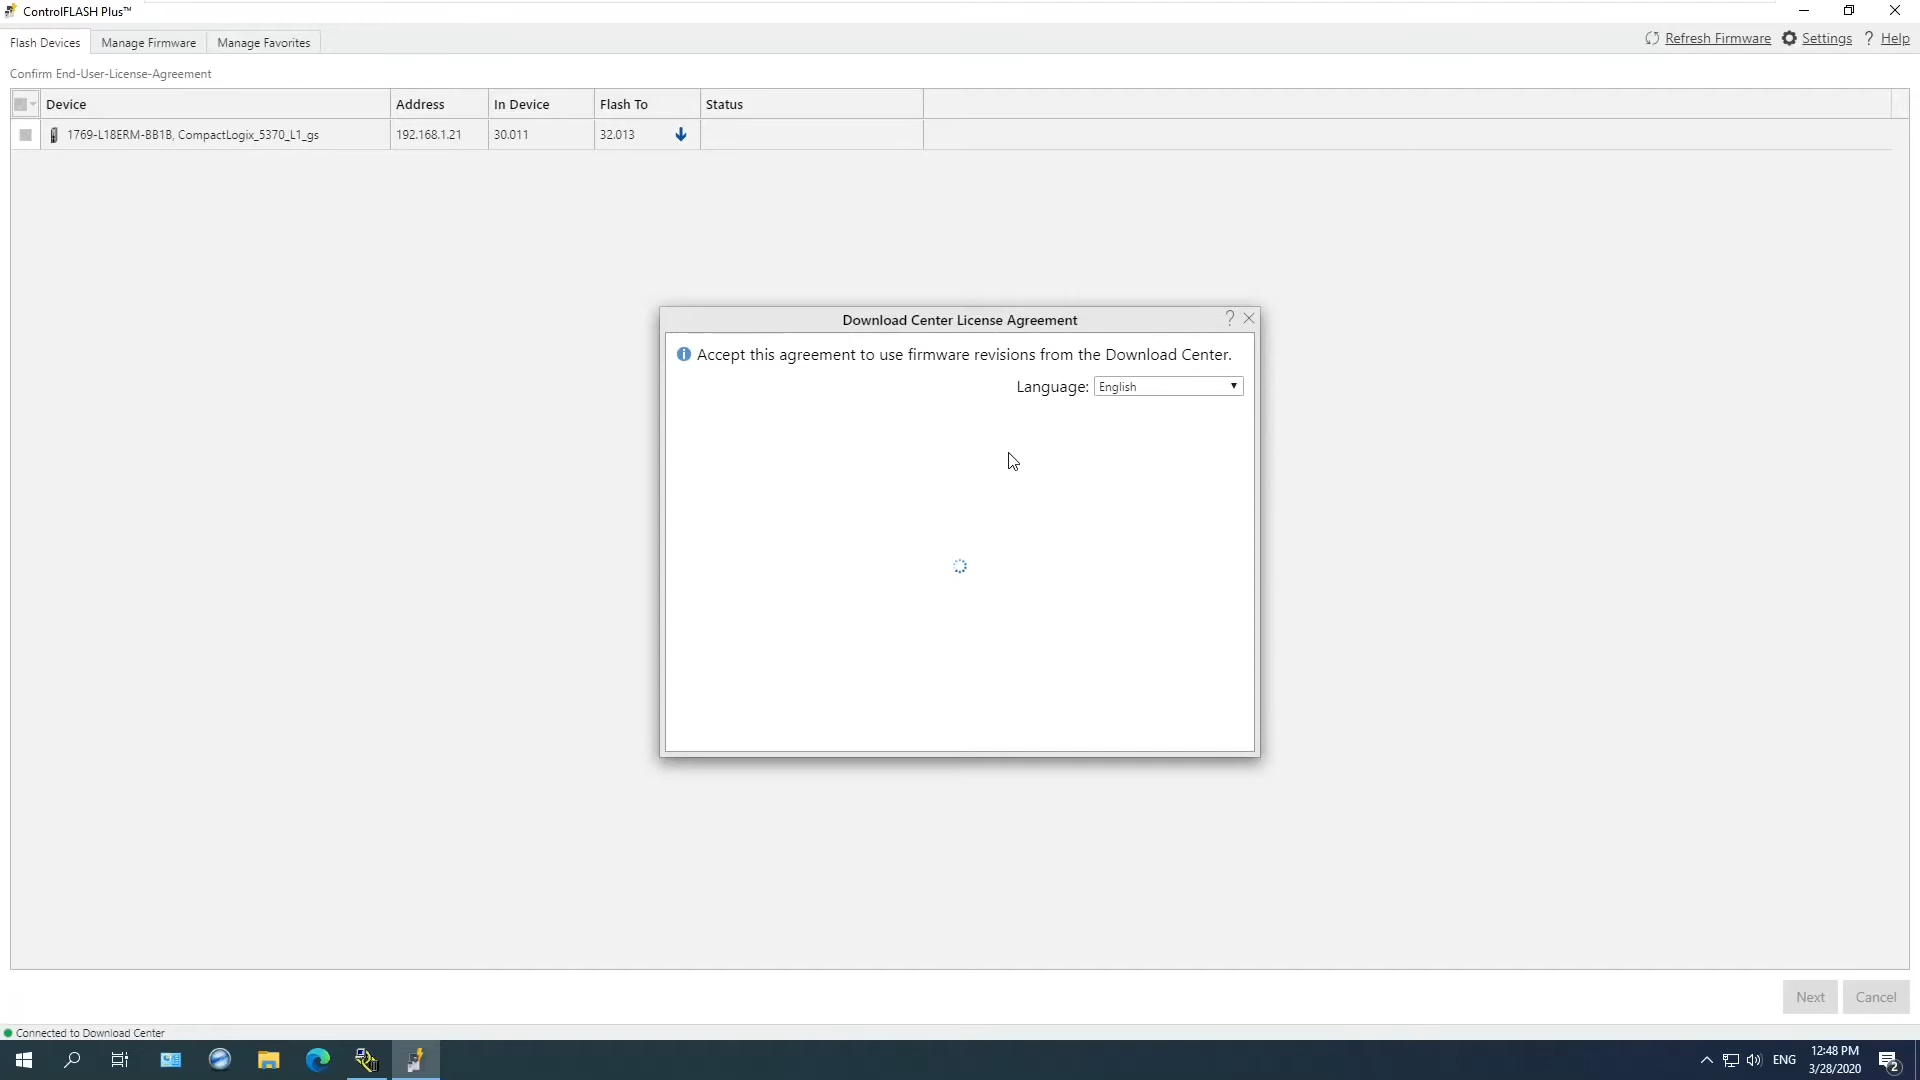 ControlFLASH Plus™
Flash Devices Manage Firmware Manage Favorites Refresh Firmware Settings ? Help
Confirm End-User-License-Agreement
Device Address In Device Flash To Status
1769-L18ERM-BB1B, CompactLogix_5370_L1_gs 192.168.1.21 30.011 32.013
Download Center License Agreement ?
Accept this agreement to use firmware revisions from the Download Center.
Language: English
Next Cancel
Connected to Download Center
ENG 12:48 PM
3/28/2020 2